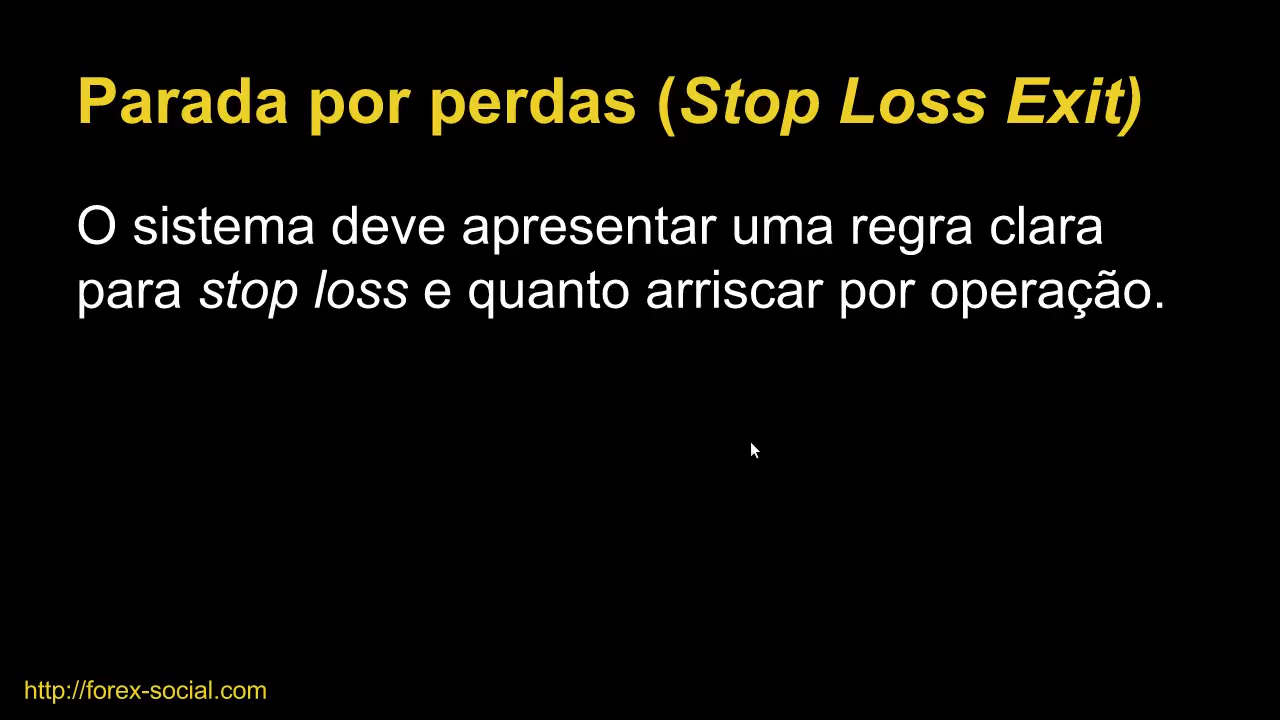 Parada por perdas (Stop Loss Exit)
O sistema deve apresentar uma regra clara
para stop loss e quanto arriscar por operação.
http://forex-social.com